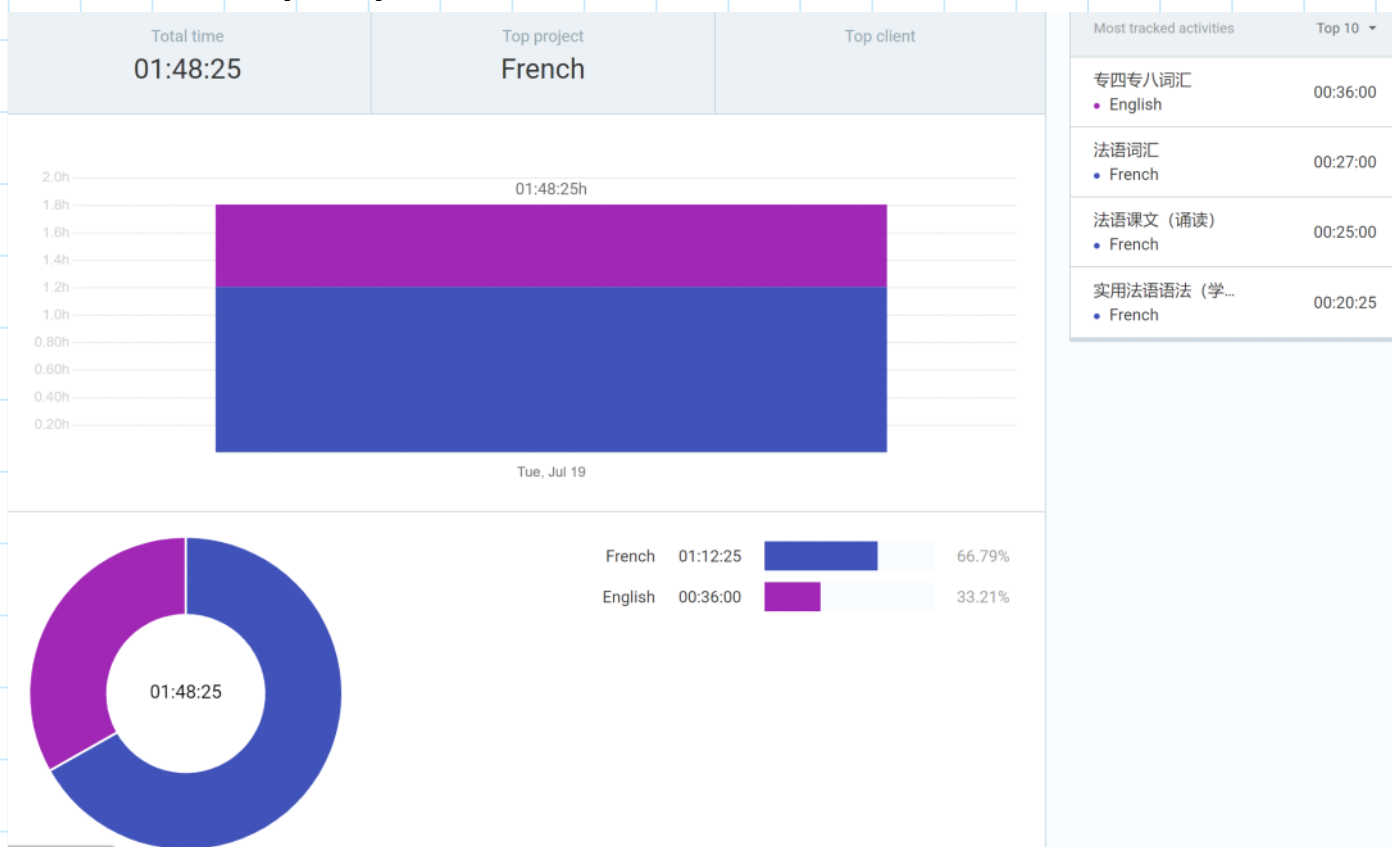 Total time
01:48:25
Top project
French
Top client
Most tracked activities
Top 10
专四专八词汇
English
00:36:00
法语词汇
French
00:27:00
法语课文（诵读）
French
00:25:00
实用法语语法（学...
French
00:20:25
01:48:25h
2.0h
1.8h
1.6h
1.4h
1.2h
1.0h
0.80h
0.60h
0.40h
0.20h
Tue, Jul 19
French 01:12:25 66.79%
English 00:36:00 33.21%
01:48:25